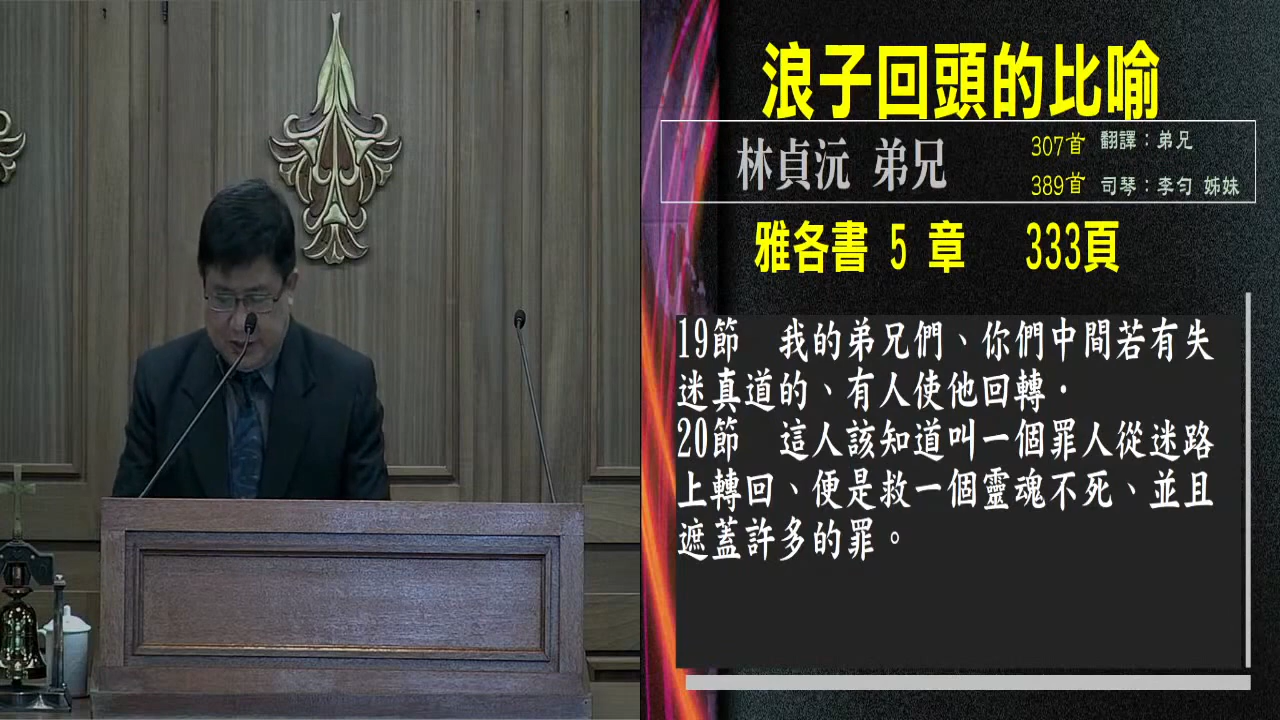 浪子回頭的比喻
林貞沅 弟兄
307首 翻譯：弟兄
389首 司琴：李勻 姊妹
雅各書 5 章 333頁
19節 我的弟兄們、你們中間若有失
迷真道的、有人使他回轉．
20節 這人該知道叫一個罪人從迷路
上轉回、便是救一個靈魂不死、並且
遮蓋許多的罪。